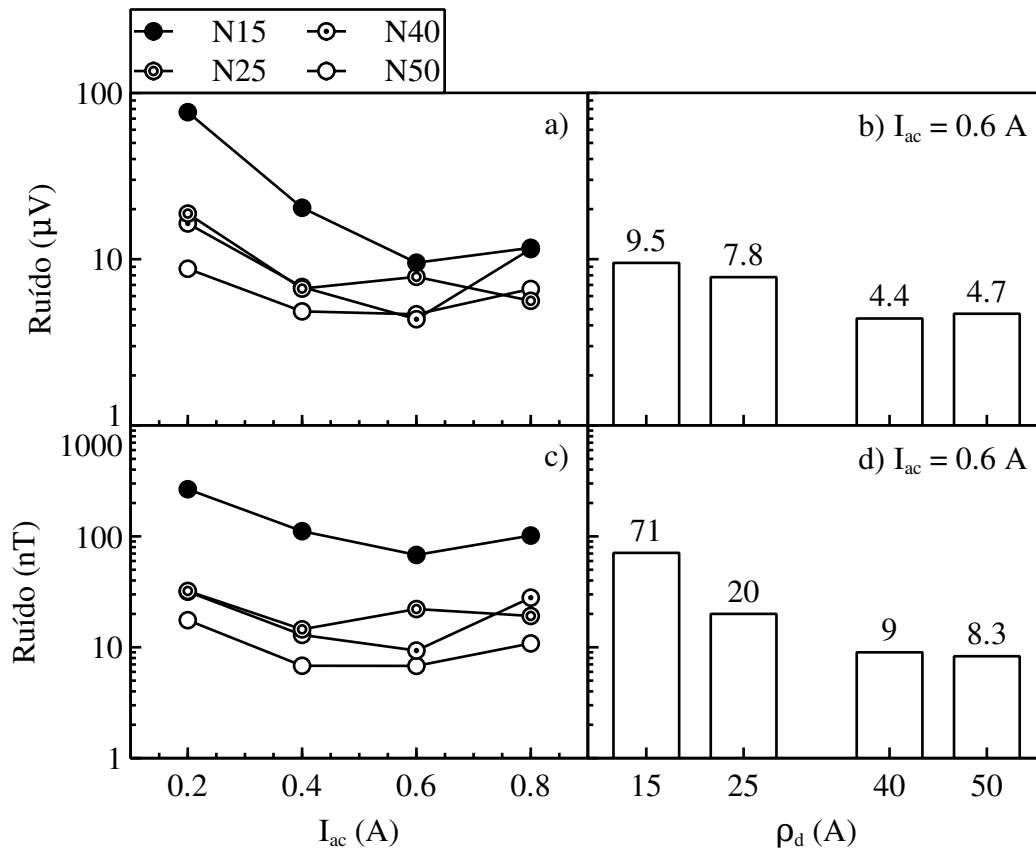 N15 N40
N25 N50
100
10
1
Ruído (µV)
a)
b) I_ac = 0.6 A
9.5 7.8 4.4 4.7
1000
100
10
1
Ruído (nT)
c)
d) I_ac = 0.6 A
71 20 9 8.3
0.2 0.4 0.6 0.8
15 25 40 50
I_ac (A)
ρ_d (A)